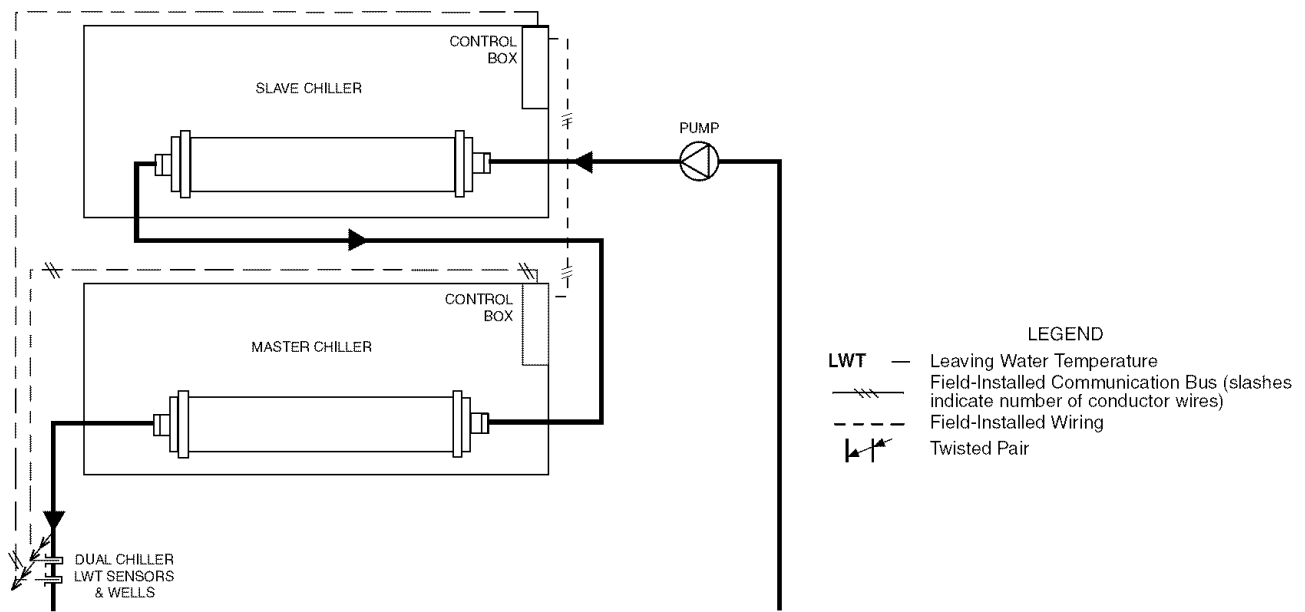 CONTROL
BOX
SLAVE CHILLER
PUMP
CONTROL
BOX
MASTER CHILLER
DUAL CHILLER
LWT SENSORS
& WELLS
LEGEND
LWT — Leaving Water Temperature
Field-Installed Communication Bus (slashes
indicate number of conductor wires)
Field-Installed Wiring
Twisted Pair